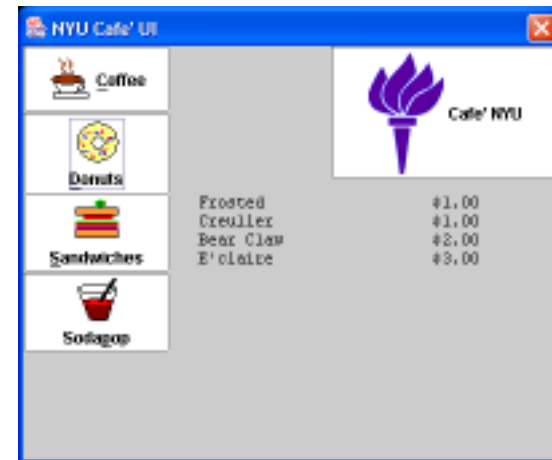 NYU Cafe' UI
Coffee
Cafe' NYU
Donuts
Frosted $1.00
Creuller $1.00
Bear Claw $2.00
E'claire $3.00
Sandwiches
Sodapop